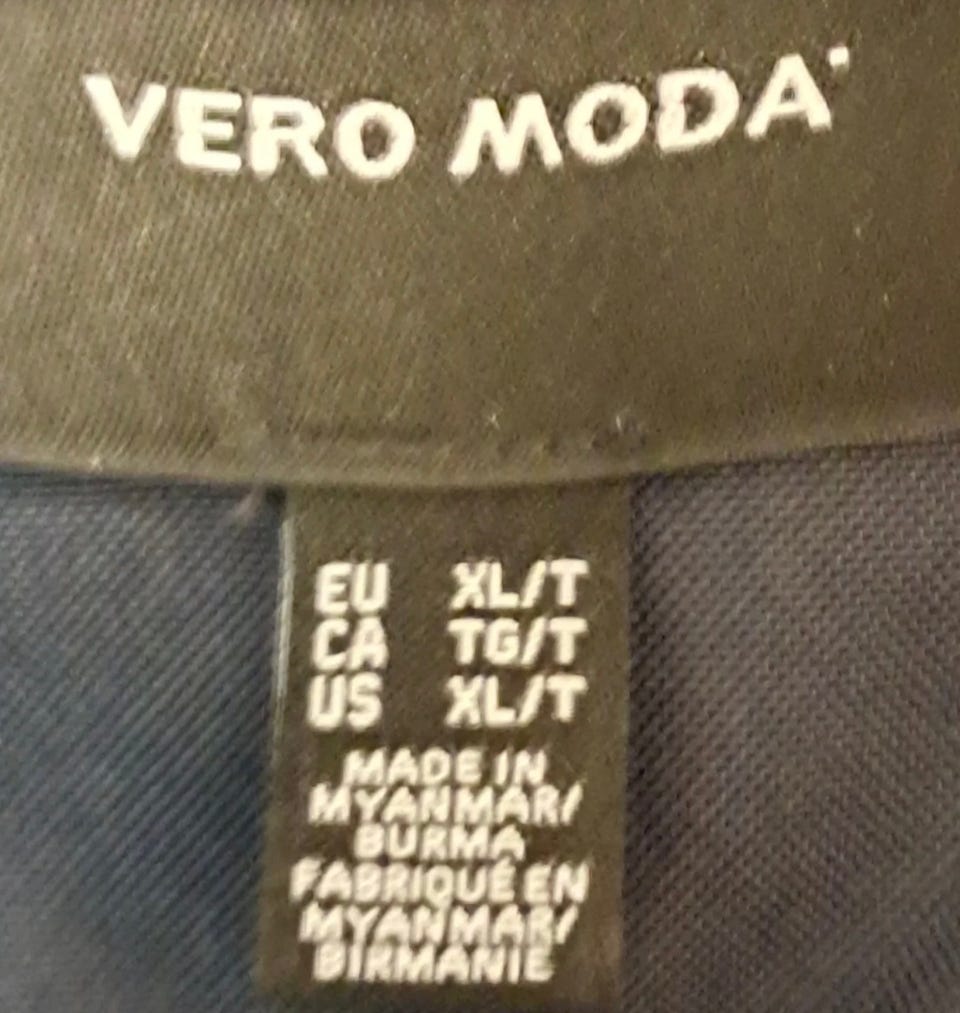 VERO MODA
EU XL/T
CA TG/T
US XL/T
MADE IN
MYANMAR/
BURMA
FABRIQUÉ EN
MYANMAR/
BIRMANIE